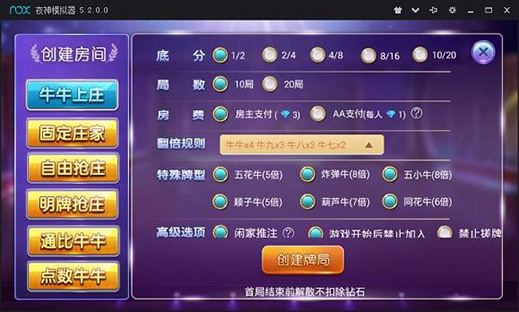 nox 夜神模拟器 5.2.0.0
创建房间
牛牛上庄
固定庄家
自由抢庄
明牌抢庄
通比牛牛
点数牛牛
底分 1/2 2/4 4/8 8/16 10/20
局数 10局 20局
房费 房主支付( 3) AA支付(每人 1)
翻倍规则 牛牛x4 牛九x3 牛八x2 牛七x2
特殊牌型 五花牛(5倍) 炸弹牛(8倍) 五小牛(8倍)
顺子牛(5倍) 葫芦牛(7倍) 同花牛(6倍)
高级选项 闲家推注 游戏开始后禁止加入 禁止搓牌
创建牌局
首局结束前解散不扣除钻石